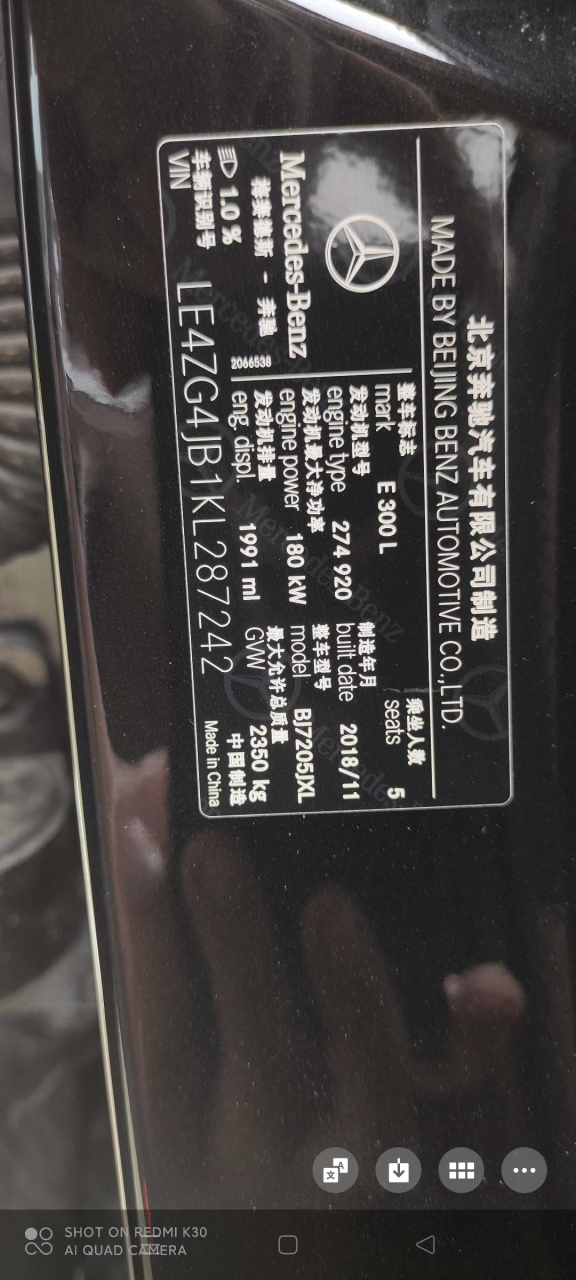 北京奔驰汽车有限公司制造
MADE BY BEIJING BENZ AUTOMOTIVE CO.,LTD.
Mercedes-Benz
梅赛德斯 - 奔驰
1.0 %
2066538
整车标志
mark E 300 L
乘坐人数
seats 5
发动机型号
engine type 274 920
制造年月
built date 2018/11
发动机最大净功率
engine power 180 kW
整车型号
model BJ7205JXL
发动机排量
eng. displ. 1991 ml
最大允许总质量
GVW 2350 kg
车辆识别号
VIN LE4ZG4JB1KL287242
中国制造
Made in China
SHOT ON REDMI K30
AI QUAD CAMERA